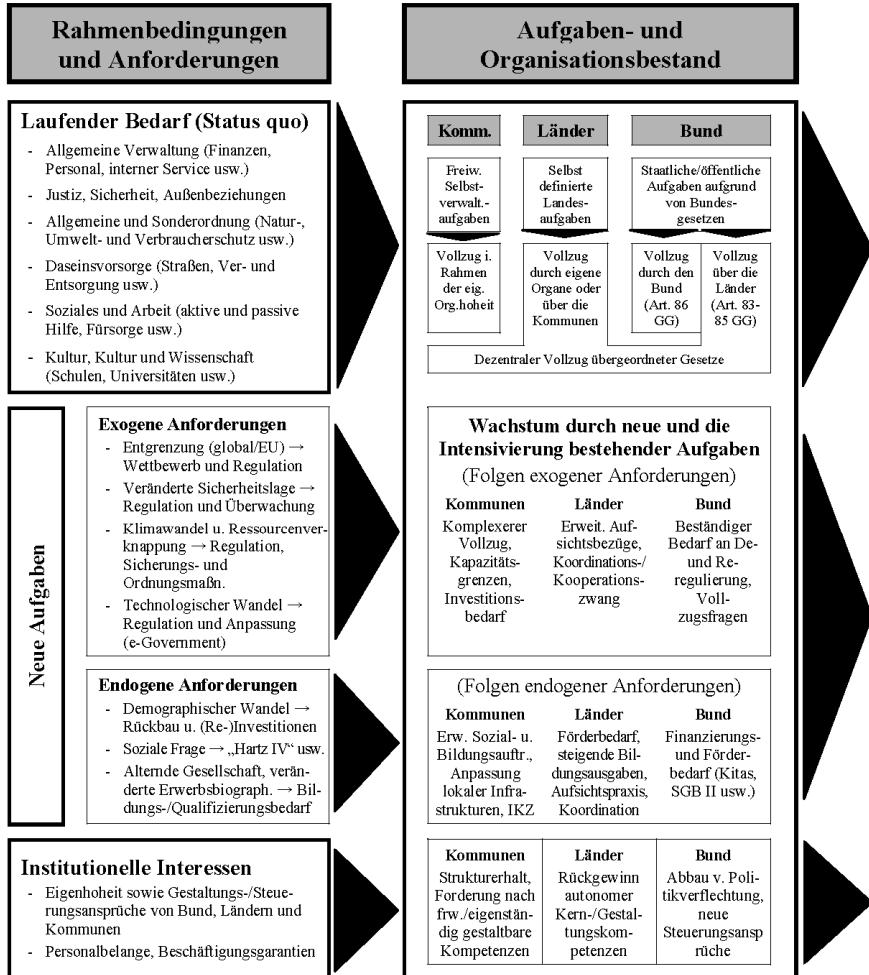 Rahmenbedingungen
und Anforderungen
Aufgaben- und
Organisationsbestand
Laufender Bedarf (Status quo)
- Allgemeine Verwaltung (Finanzen,
Personal, interner Service usw.)
- Justiz, Sicherheit, Außenbeziehungen
- Allgemeine und Sonderordnung (Natur-,
Umwelt- und Verbraucherschutz usw.)
- Daseinsvorsorge (Straßen, Ver- und
Entsorgung usw.)
- Soziales und Arbeit (aktive und passive
Hilfe, Fürsorge usw.)
- Kultur, Kultur und Wissenschaft
(Schulen, Universitäten usw.)
Komm.
Länder
Bund
Freiw.
Selbst-
verwalt.-
aufgaben
Selbst
definierte
Landes-
aufgaben
Staatliche/öffentliche
Aufgaben aufgrund
von Bundes-
gesetzen
Vollzug i.
Rahmen
der eig.
Org.hoheit
Vollzug
durch eigene
Organe oder
über die
Kommunen
Vollzug
durch den
Bund
(Art. 86
GG)
Vollzug
über die
Länder
(Art. 83-
85 GG)
Dezentraler Vollzug übergeordneter Gesetze
Neue Aufgaben
Exogene Anforderungen
- Entgrenzung (global/EU) →
Wettbewerb und Regulation
- Veränderte Sicherheitslage →
Regulation und Überwachung
- Klimawandel u. Ressourcenver-
knappung → Regulation,
Sicherungs- und
Ordnungsmaßn.
- Technologischer Wandel →
Regulation und Anpassung
(e-Government)
Wachstum durch neue und die
Intensivierung bestehender Aufgaben
(Folgen exogener Anforderungen)
Kommunen
Komplexerer
Vollzug,
Kapazitäts-
grenzen,
Investitions-
bedarf
Länder
Erweit. Auf-
sichtsbezüge,
Koordinations-/
Kooperations-
zwang
Bund
Beständiger
Bedarf an De-
und Re-
regulierung,
Voll-
zugsfragen
Endogene Anforderungen
- Demographischer Wandel →
Rückbau u. (Re-)Investitionen
- Soziale Frage → „Hartz IV“ usw.
- Alternde Gesellschaft, verän-
derte Erwerbsbiograph. → Bil-
dungs-/Qualifizierungsbedarf
(Folgen endogener Anforderungen)
Kommunen
Erw. Sozial- u.
Bildungsauftr.,
Anpassung
lokaler Infra-
strukturen, IKZ
Länder
Förderbedarf,
steigende Bil-
dungsausgaben,
Aufsichtspraxis,
Koordination
Bund
Finanzierungs-
und Förder-
bedarf (Kitas,
SGB II usw.)
Institutionelle Interessen
- Eigenhoheit sowie Gestaltungs-/Steue-
rungsansprüche von Bund, Ländern und
Kommunen
- Personalbelange, Beschäftigungsgarantien
Kommunen
Strukturerhalt,
Forderung nach
frw./eigenstän-
dig gestaltbare
Kompetenzen
Länder
Rückgewinn
autonomer
Kern-/Gestal-
tungskom-
petenzen
Bund
Abbau v. Poli-
tikverflechtung,
neue
Steuerungsansp
rüche